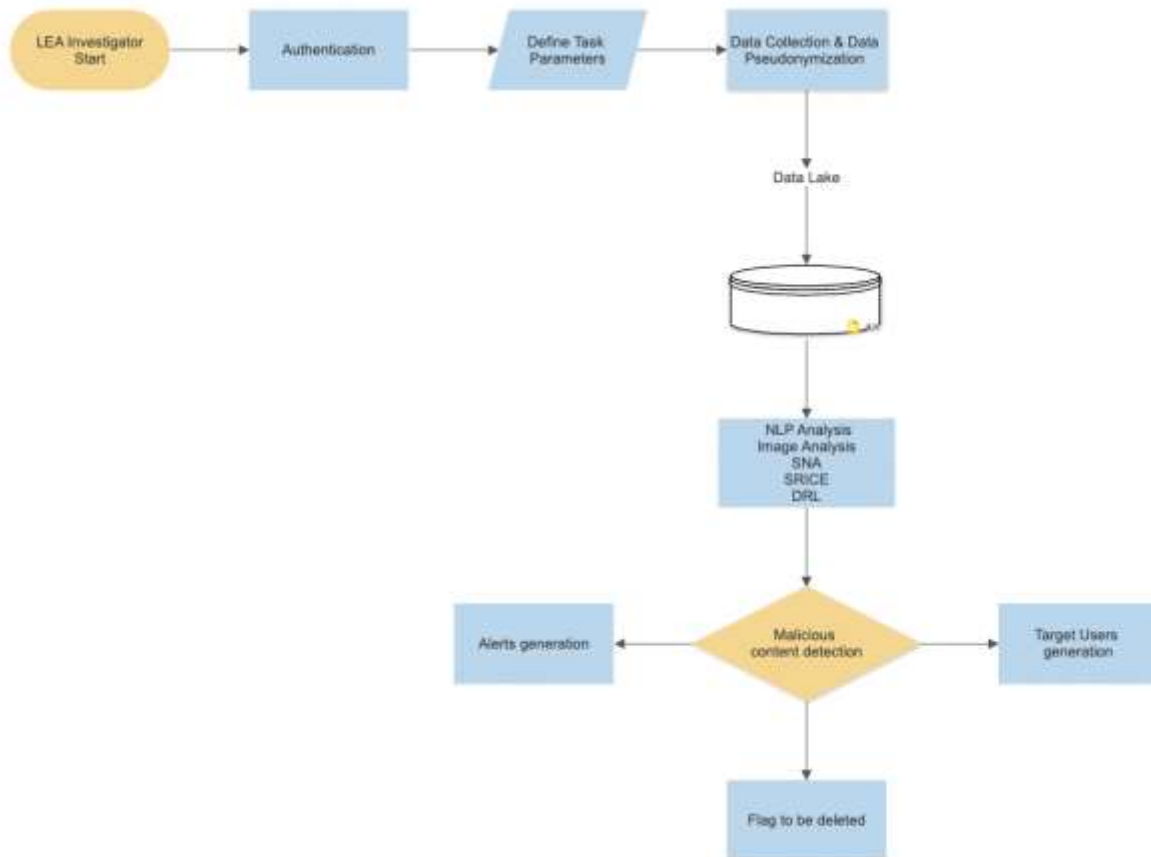 LEA Investigator
Start
Authentication
Define Task
Parameters
Data Collection & Data
Pseudonymization
Data Lake
NLP Analysis
Image Analysis
SNA
SRICE
DRL
Alerts generation
Malicious
content detection
Target Users
generation
Flag to be deleted